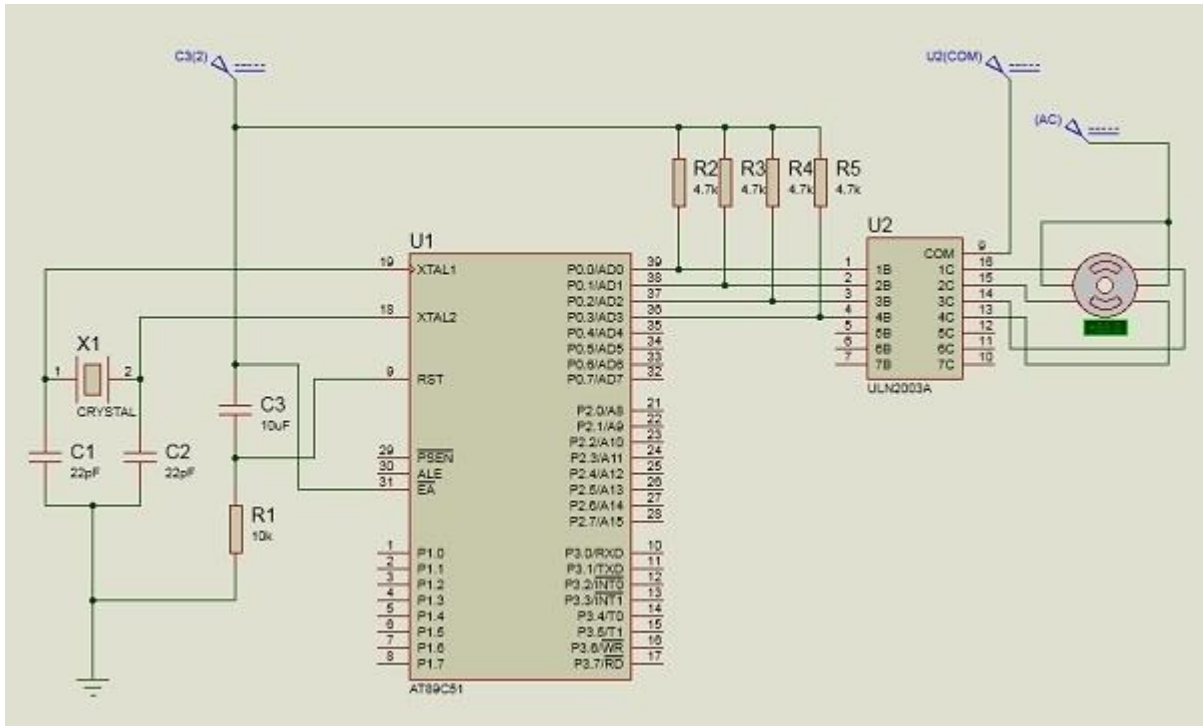 C3(2)
U2(COM)
(AC)
R2
4.7k
R3
4.7k
R4
4.7k
R5
4.7k
U1
19 XTAL1
18 XTAL2
9 RST
29 PSEN
30 ALE
31 EA
1 P1.0
2 P1.1
3 P1.2
4 P1.3
5 P1.4
6 P1.5
7 P1.6
8 P1.7
P0.0/AD0 39
P0.1/AD1 38
P0.2/AD2 37
P0.3/AD3 36
P0.4/AD4 35
P0.5/AD5 34
P0.6/AD6 33
P0.7/AD7 32
P2.0/A8 21
P2.1/A9 22
P2.2/A10 23
P2.3/A11 24
P2.4/A12 25
P2.5/A13 26
P2.6/A14 27
P2.7/A15 28
P3.0/RXD 10
P3.1/TXD 11
P3.2/INT0 12
P3.3/INT1 13
P3.4/T0 14
P3.5/T1 15
P3.6/WR 16
P3.7/RD 17
AT89C51
X1
1 2
CRYSTAL
C1
22pF
C2
22pF
C3
10uF
R1
10k
U2
COM 9
1 1B 1C 16
2 2B 2C 15
3 3B 3C 14
4 4B 4C 13
5 5B 5C 12
6 6B 6C 11
7 7B 7C 10
ULN2003A